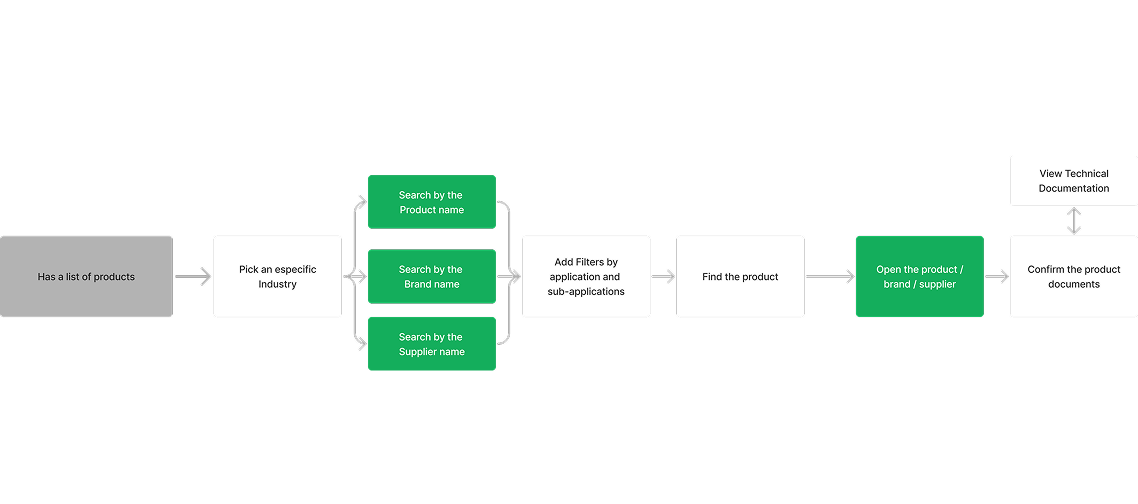 Has a list of products
Pick an especific
Industry
Search by the
Product name
Search by the
Brand name
Search by the
Supplier name
Add Filters by
application and
sub-applications
Find the product
Open the product /
brand / supplier
View Technical
Documentation
Confirm the product
documents